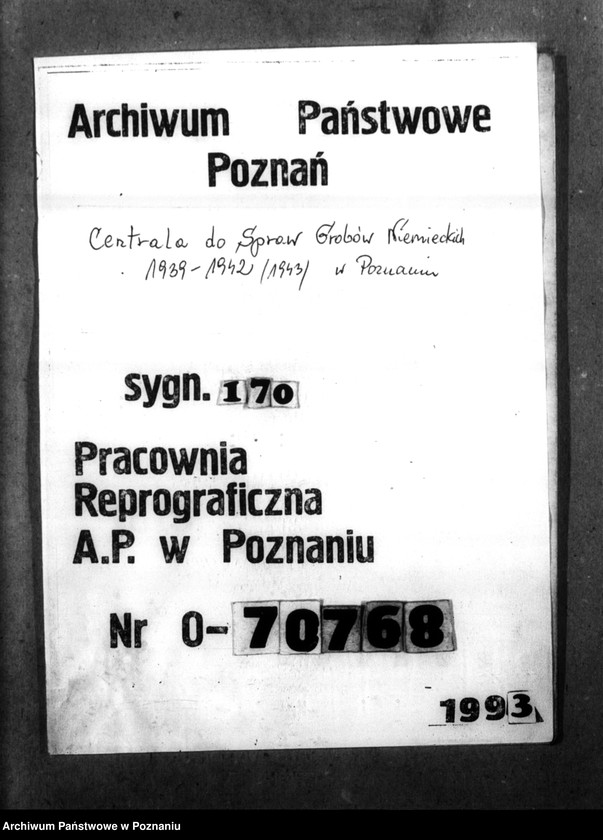 Archiwum Państwowe
Poznań
Centrala do Spraw Grobów Niemieckich
1939-1942 /1943/ w Poznaniu
sygn. 170
Pracownia
Reprograficzna
A.P. w Poznaniu
Nr 0-70768
1993
Archiwum Państwowe w Poznaniu